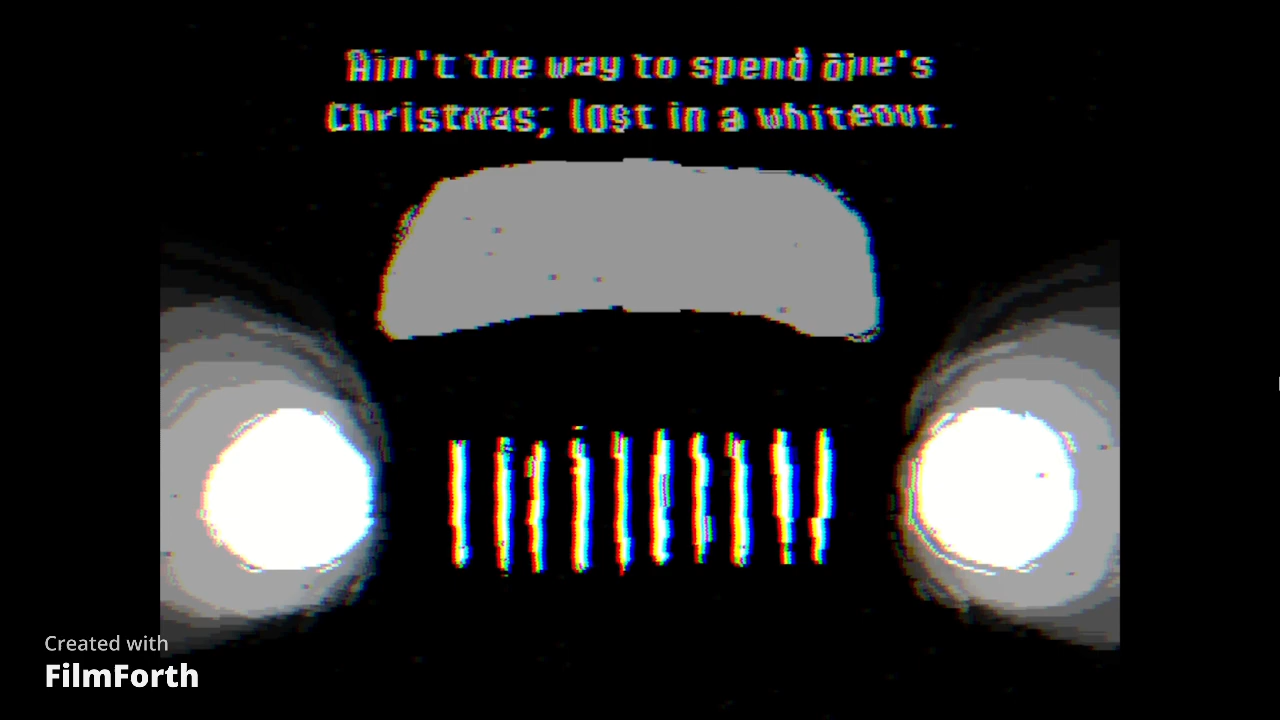 Ain't the way to spend one's
Christmas; lost in a whiteout.
Created with
FilmForth